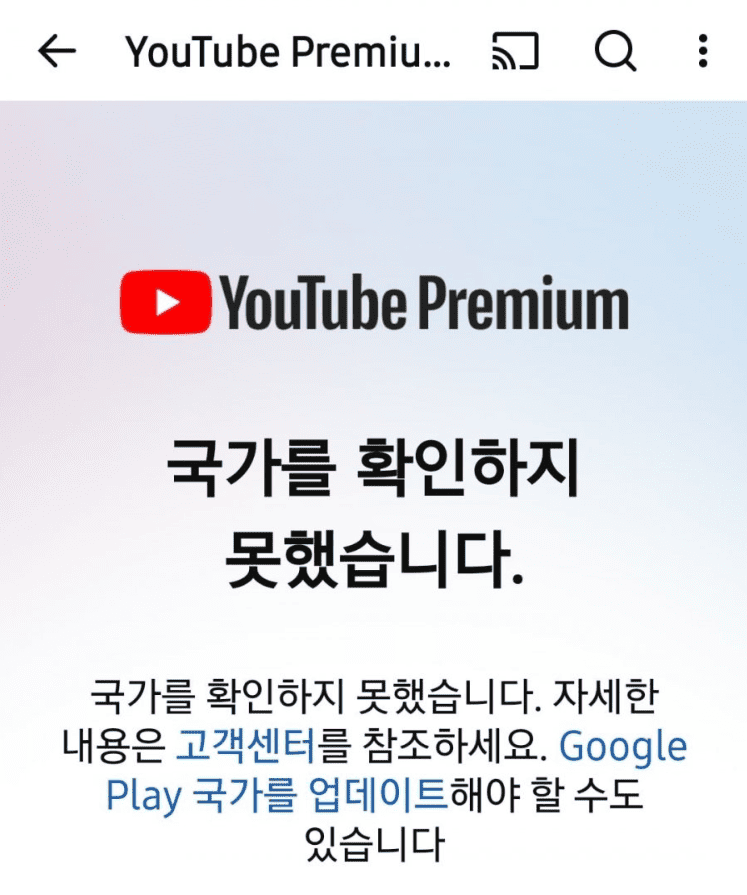 YouTube Premiu...
YouTube Premium
국가를 확인하지
못했습니다.
국가를 확인하지 못했습니다. 자세한
내용은 고객센터를 참조하세요. Google
Play 국가를 업데이트해야 할 수도
있습니다